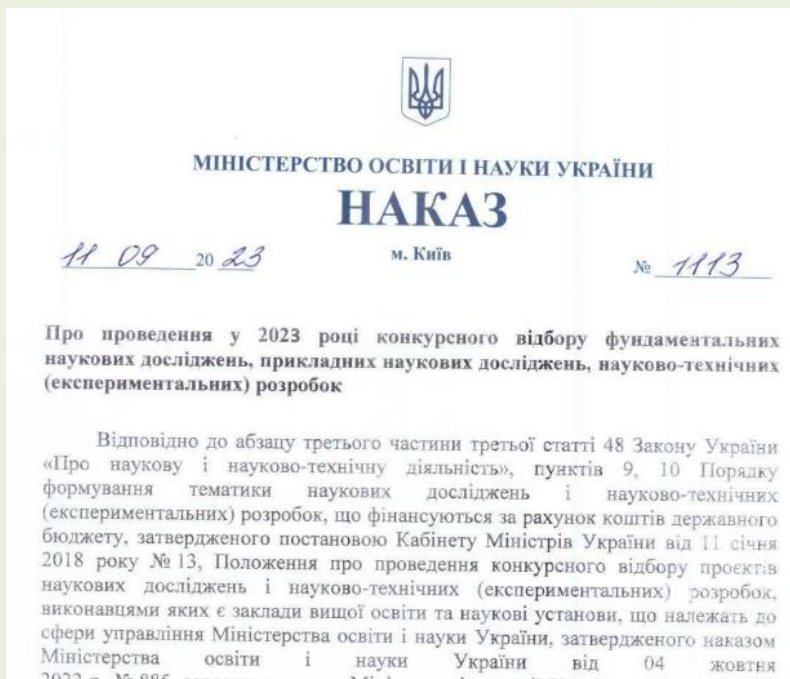 МІНІСТЕРСТВО ОСВІТИ І НАУКИ УКРАЇНИ
НАКАЗ
11 09 20 23 м. Київ № 1113
Про проведення у 2023 році конкурсного відбору фундаментальних
наукових досліджень, прикладних наукових досліджень, науково-технічних
(експериментальних) розробок
Відповідно до абзацу третього частини третьої статті 48 Закону України
«Про наукову і науково-технічну діяльність», пунктів 9, 10 Порядку
формування тематики наукових досліджень і науково-технічних
(експериментальних) розробок, що фінансуються за рахунок коштів державного
бюджету, затвердженого постановою Кабінету Міністрів України від 11 січня
2018 року № 13, Положення про проведення конкурсного відбору проєктів
наукових досліджень і науково-технічних (експериментальних) розробок,
виконавцями яких є заклади вищої освіти та наукові установи, що належать до
сфери управління Міністерства освіти і науки України, затвердженого наказом
Міністерства освіти і науки України від 04 жовтня